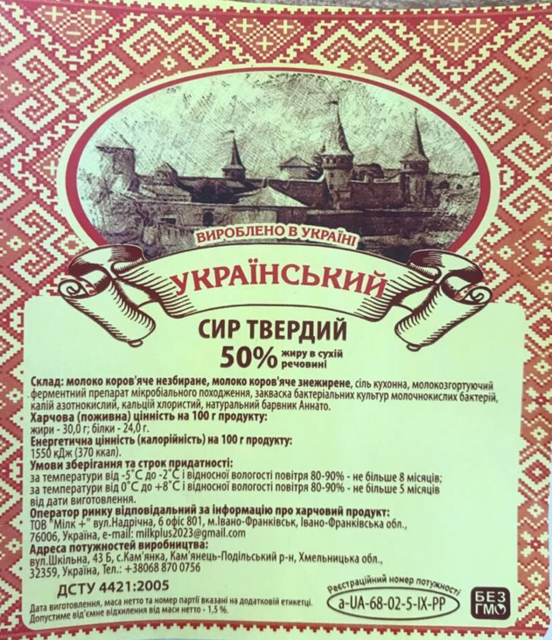 ВИРОБЛЕНО В УКРАЇНІ
УКРАЇНСЬКИЙ
СИР ТВЕРДИЙ
50% жиру в сухій
речовині
Склад: молоко коров'яче незбиране, молоко коров'яче знежирене, сіль кухонна, молокозгортуючий
ферментний препарат мікробіального походження, закваска бактеріальних культур молочнокислих бактерій,
калій азотнокислий, кальцій хлористий, натуральний барвник Аннато.
Харчова (поживна) цінність на 100 г продукту:
жири - 30,0 г; білки - 24,0 г.
Енергетична цінність (калорійність) на 100 г продукту:
1550 кДж (370 ккал).
Умови зберігання та строк придатності:
за температури від -5˚С до -2˚С і відносної вологості повітря 80-90% - не більше 8 місяців;
за температури від 0˚С до +8˚С і відносної вологості повітря 80-90% - не більше 5 місяців
від дати виготовлення.
Оператор ринку відповідальний за інформацію про харчовий продукт:
ТОВ "Мілк +" вул.Надрічна, 6 офіс 801, м.Івано-Франківськ, Івано-Франківська обл.,
76006, Україна, e-mail: milkplus2023@gmail.com
Адреса потужностей виробництва:
вул.Шкільна, 43 Б, с.Кам'янка, Кам'янець-Подільський р-н, Хмельницька обл.,
32359, Україна, Тел.: +38068 870 0756
ДСТУ 4421:2005
Дата виготовлення, маса нетто та номер партії вказані на додатковій етикетці.
Допустиме від'ємне відхилення від маси нетто - 1,5 %.
Реєстраційний номер потужності
a-UA-68-02-5-IX-PP
БЕЗ
ГМО